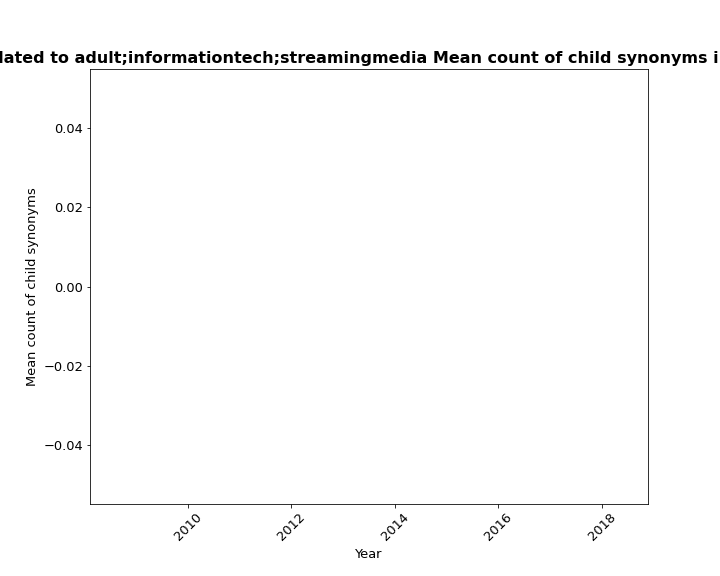 lated to adult;informationtech;streamingmedia Mean count of child synonyms i
0.04
0.02
0.00
−0.02
−0.04
Mean count of child synonyms
2010 2012 2014 2016 2018
Year